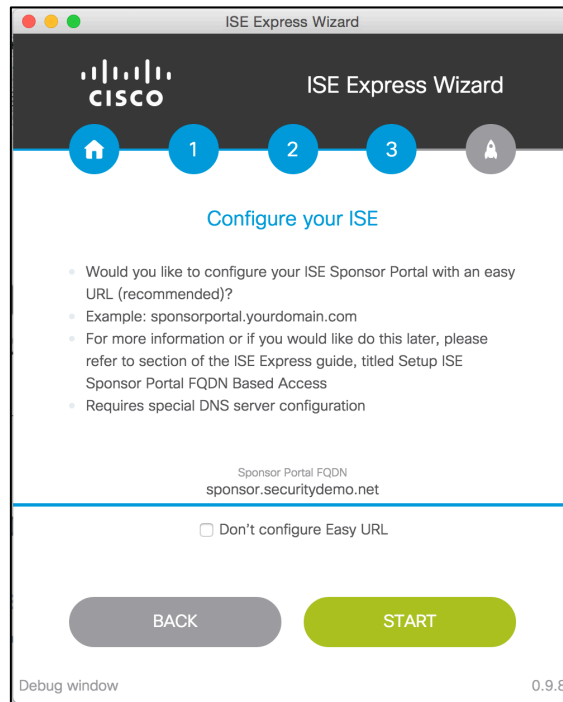 ISE Express Wizard
CISCO
ISE Express Wizard
1
2
3
Configure your ISE
Would you like to configure your ISE Sponsor Portal with an easy
URL (recommended)?
Example: sponsorportal.yourdomain.com
For more information or if you would like do this later, please
refer to section of the ISE Express guide, titled Setup ISE
Sponsor Portal FQDN Based Access
Requires special DNS server configuration
Sponsor Portal FQDN
sponsor.securitydemo.net
Don't configure Easy URL
BACK
START
Debug window
0.9.8